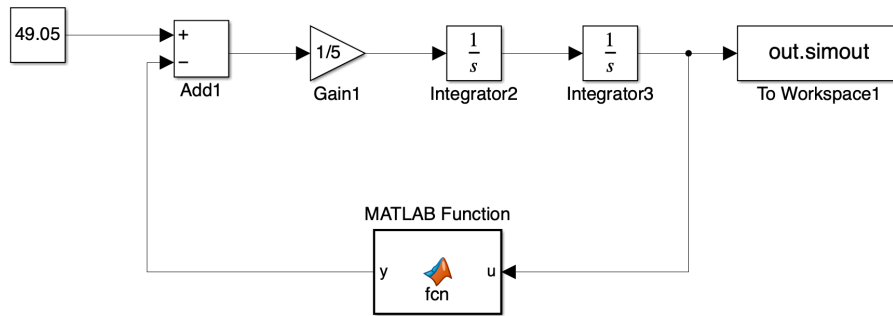 49.05
+
−
Add1
1/5
Gain1
1
s
Integrator2
1
s
Integrator3
out.simout
To Workspace1
MATLAB Function
y
u
fcn